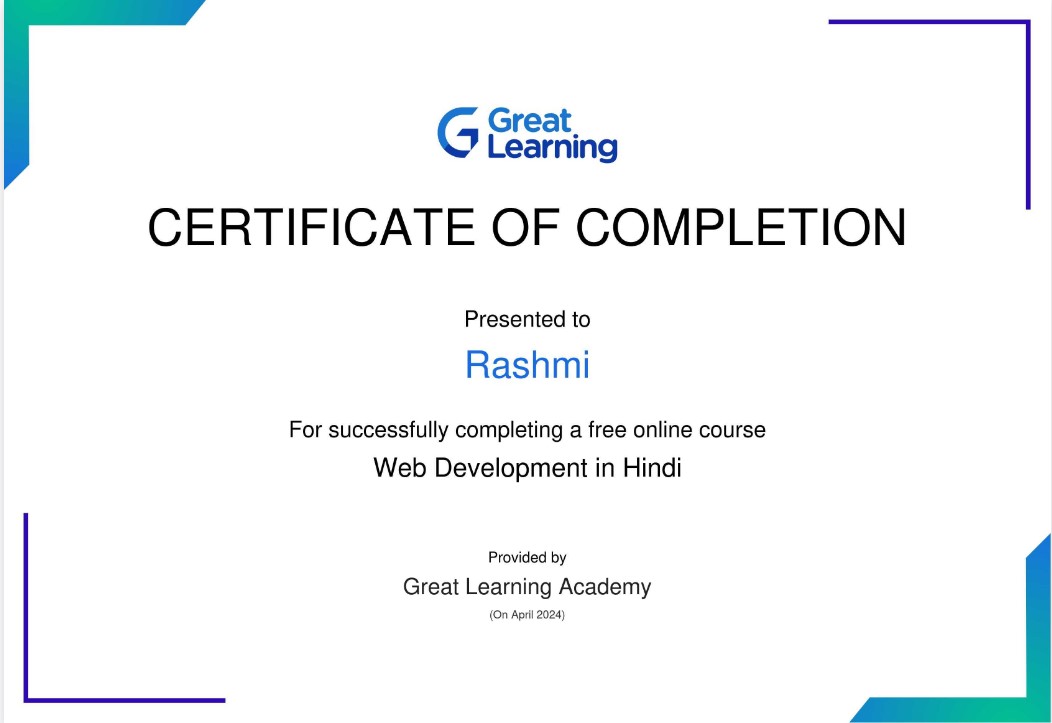 Great
Learning
CERTIFICATE OF COMPLETION
Presented to
Rashmi
For successfully completing a free online course
Web Development in Hindi
Provided by
Great Learning Academy
(On April 2024)